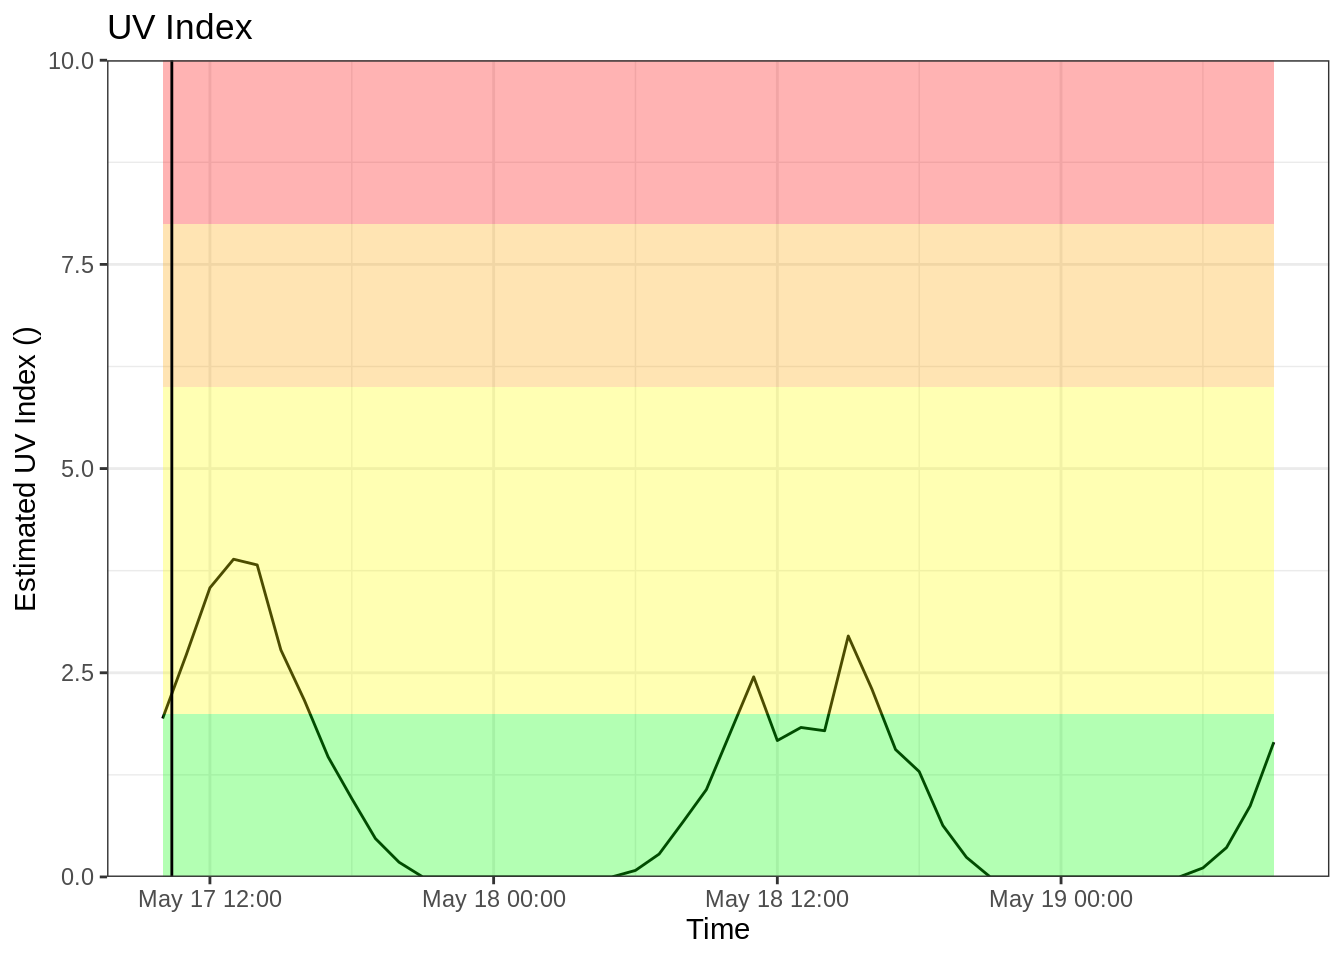 UV Index
10.0
7.5
5.0
2.5
0.0
Estimated UV Index ()
May 17 12:00
May 18 00:00
May 18 12:00
May 19 00:00
Time